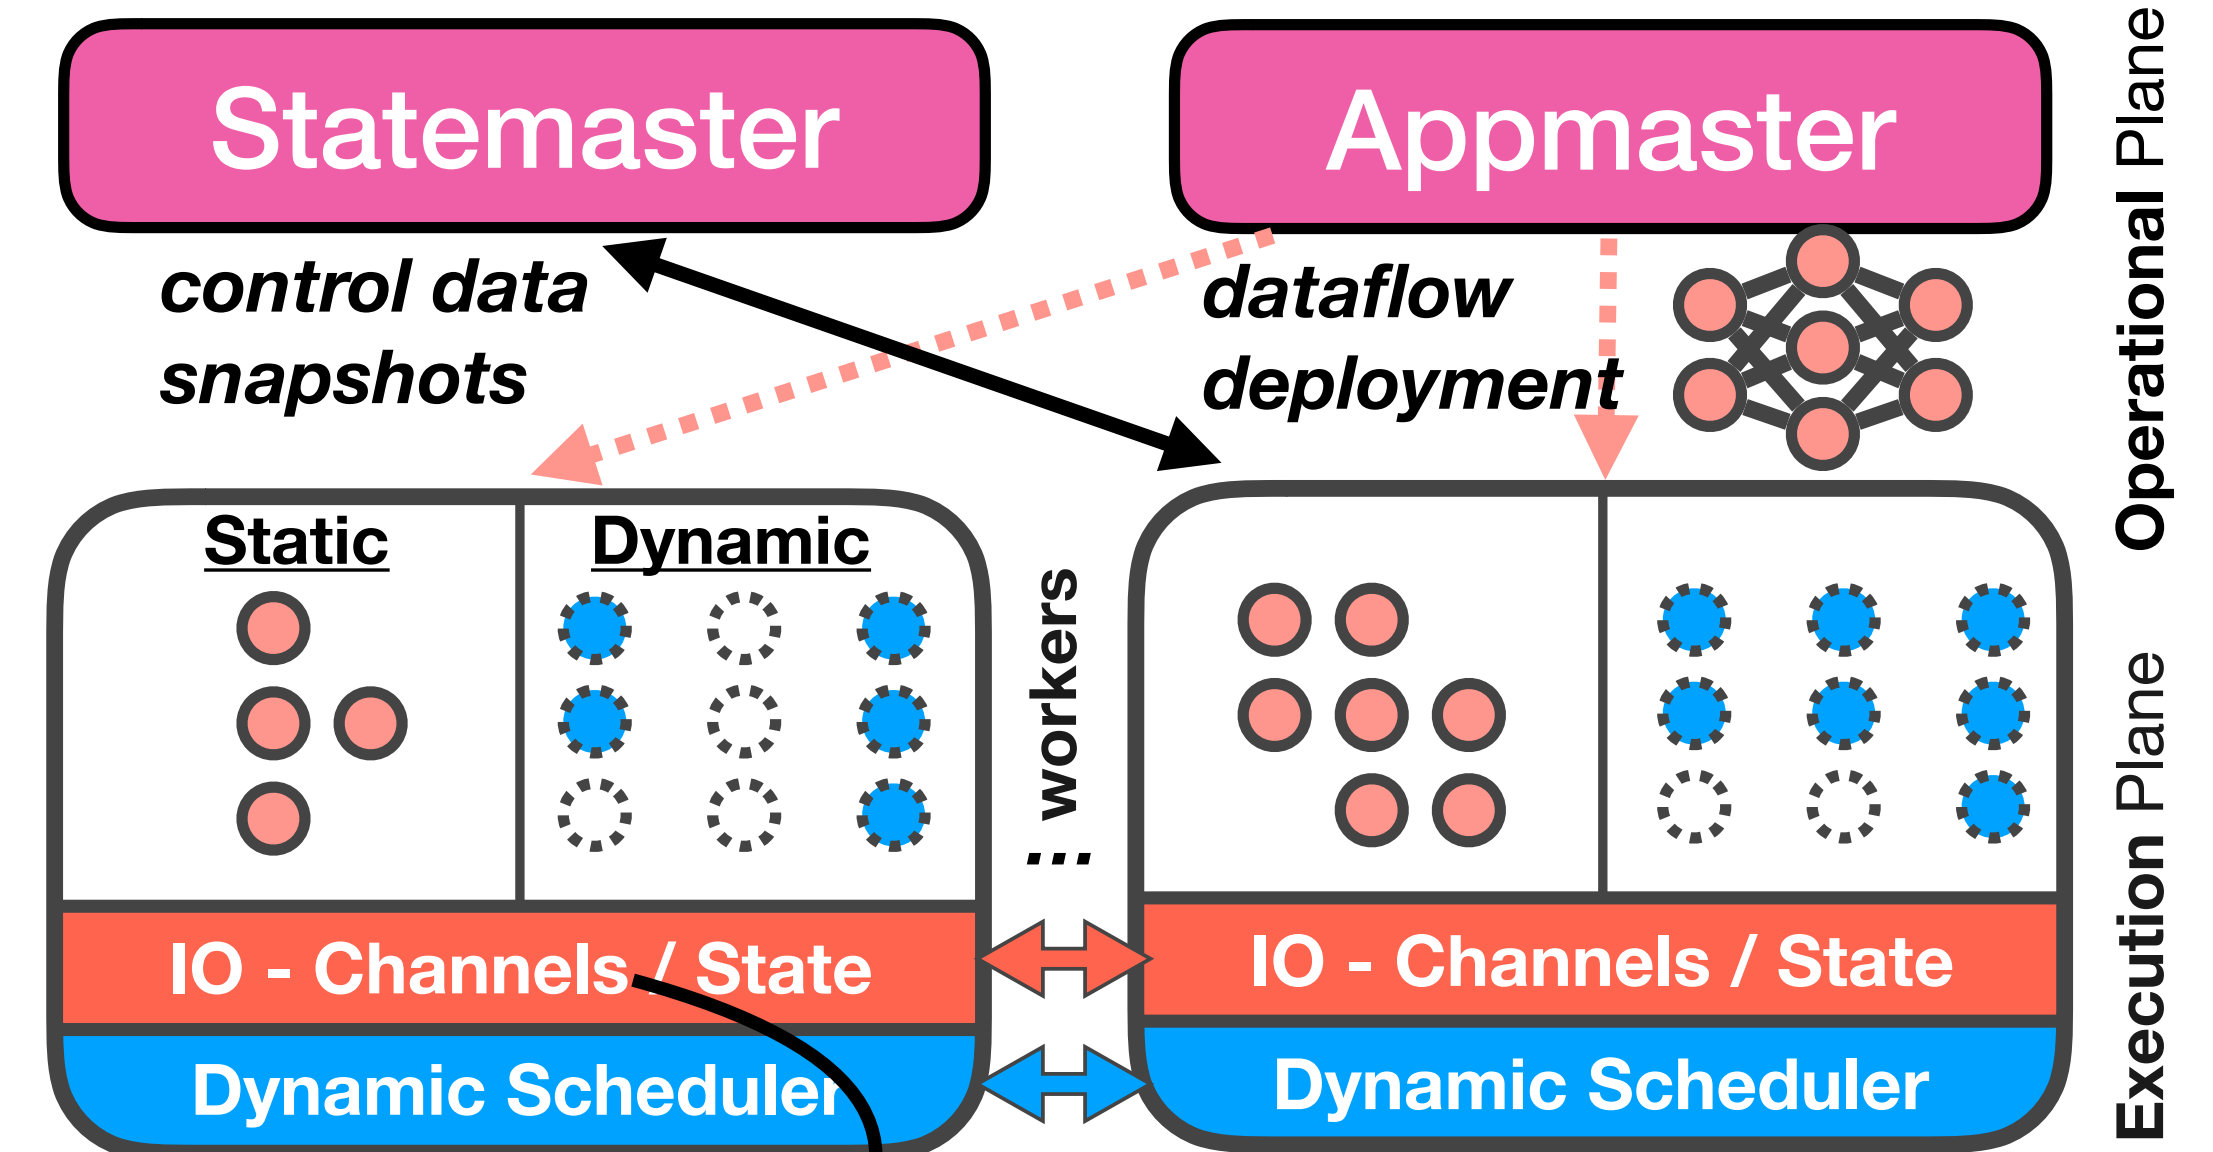 Statemaster
Appmaster
control data
snapshots
dataflow
deployment
Operational Plane
Static
Dynamic
... workers
Execution Plane
IO - Channels / State
IO - Channels / State
Dynamic Scheduler
Dynamic Scheduler